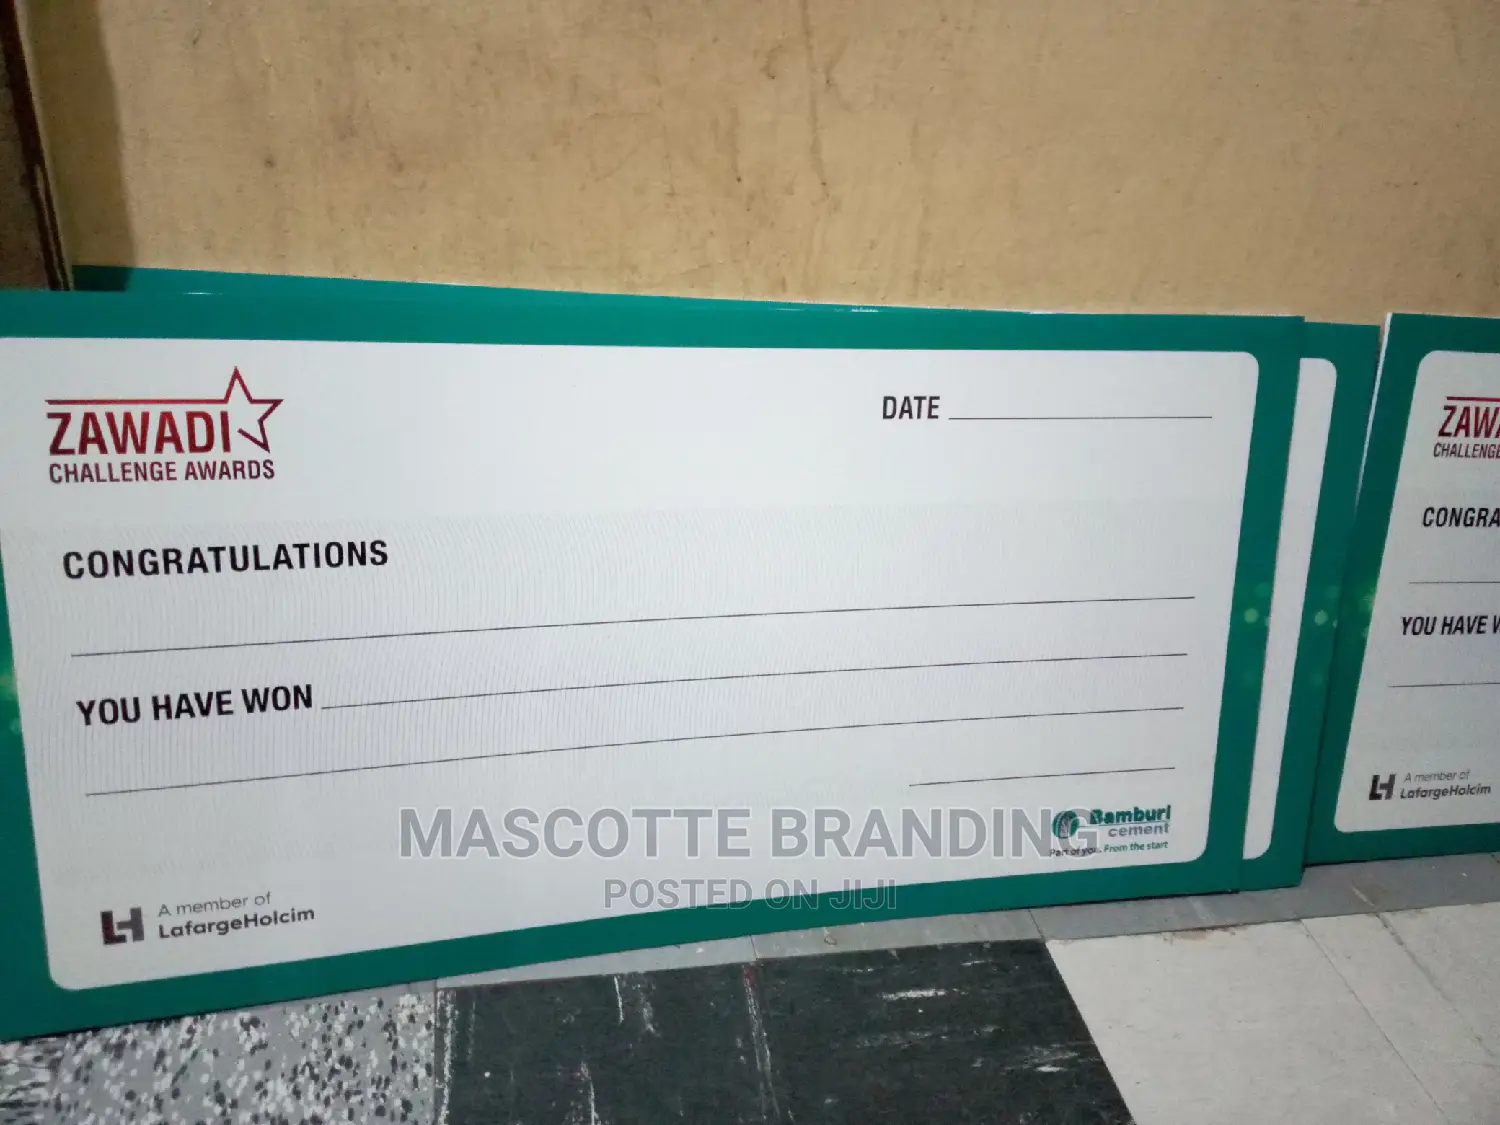 ZAWADI
CHALLENGE AWARDS
DATE
CONGRATULATIONS
YOU HAVE WON
A member of
LafargeHolcim
Bamburi
cement
Part of you. From the start
MASCOTTE BRANDING
POSTED ON JIJI
ZAWA
CHALLENGE
CONGRA
YOU HAVE W
A member of
LafargeHolcim